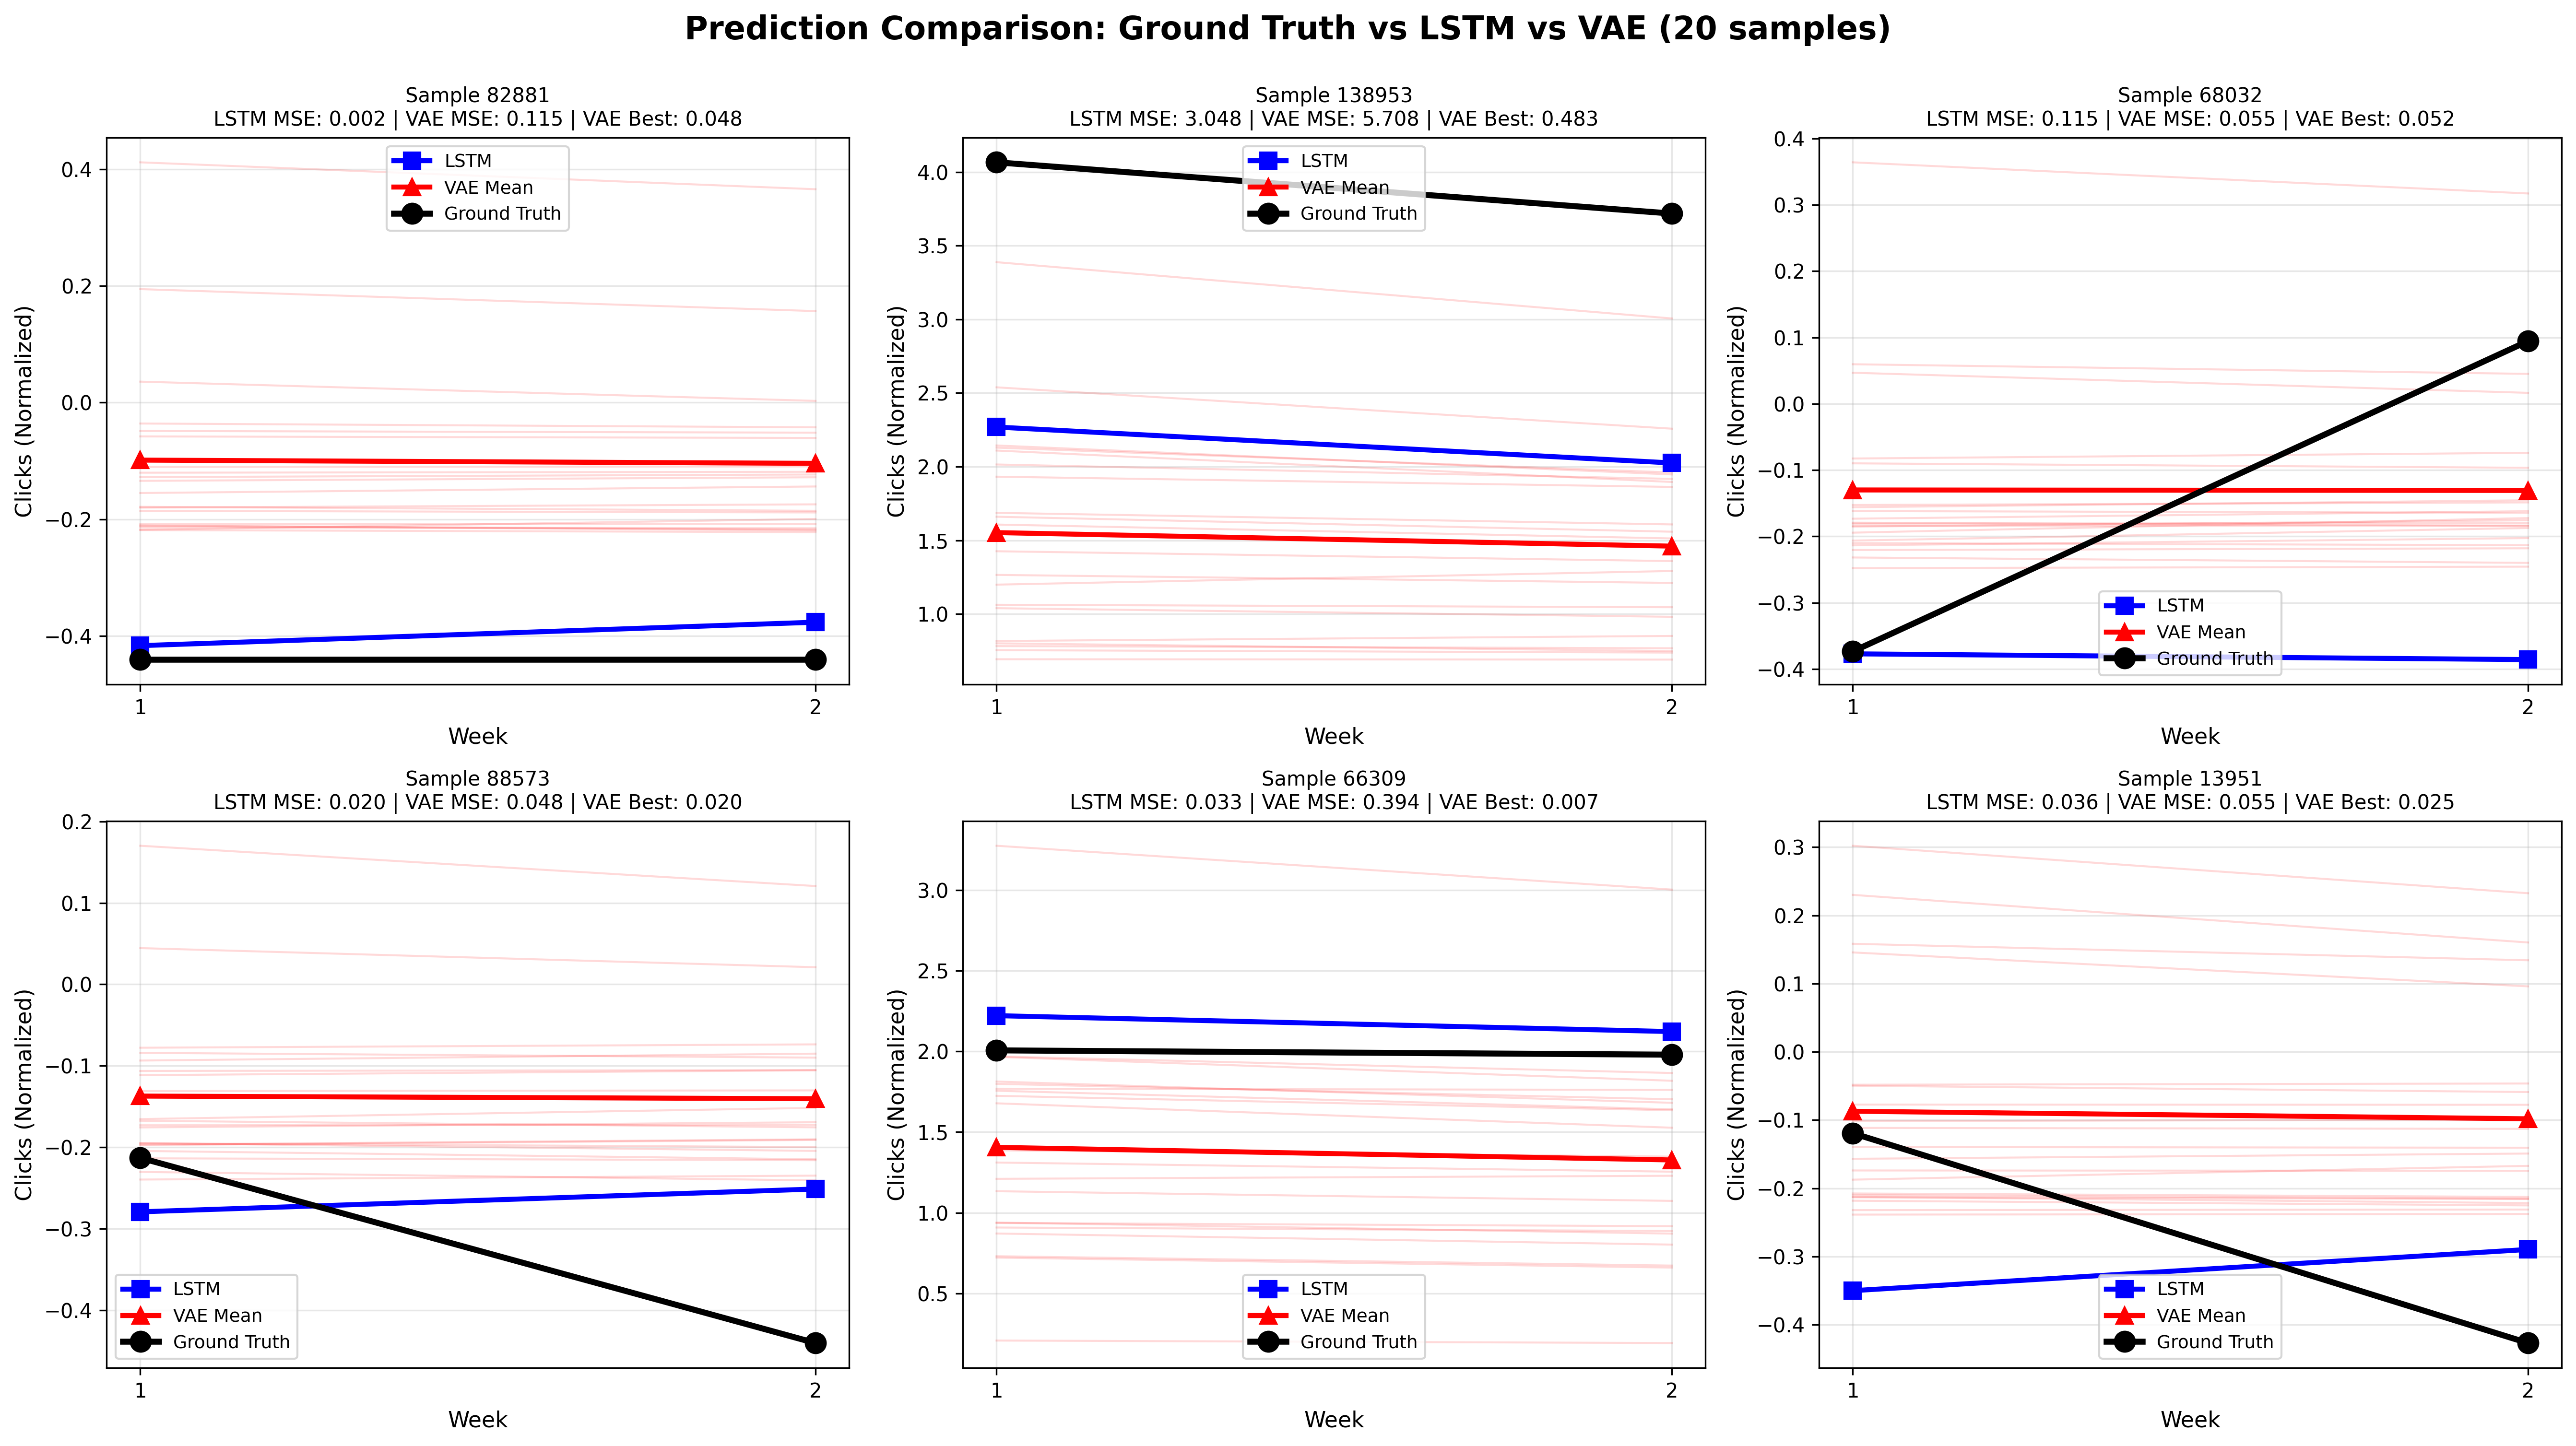 Prediction Comparison: Ground Truth vs LSTM vs VAE (20 samples)
Sample 82881
LSTM MSE: 0.002 | VAE MSE: 0.115 | VAE Best: 0.048
LSTM
VAE Mean
Ground Truth
Clicks (Normalized)
0.4
0.2
0.0
−0.2
−0.4
1
2
Week
Sample 138953
LSTM MSE: 3.048 | VAE MSE: 5.708 | VAE Best: 0.483
LSTM
VAE Mean
Ground Truth
Clicks (Normalized)
4.0
3.5
3.0
2.5
2.0
1.5
1.0
1
2
Week
Sample 68032
LSTM MSE: 0.115 | VAE MSE: 0.055 | VAE Best: 0.052
Clicks (Normalized)
0.4
0.3
0.2
0.1
0.0
−0.1
−0.2
−0.3
−0.4
LSTM
VAE Mean
Ground Truth
1
2
Week
Sample 88573
LSTM MSE: 0.020 | VAE MSE: 0.048 | VAE Best: 0.020
Clicks (Normalized)
0.2
0.1
0.0
−0.1
−0.2
−0.3
−0.4
LSTM
VAE Mean
Ground Truth
1
2
Week
Sample 66309
LSTM MSE: 0.033 | VAE MSE: 0.394 | VAE Best: 0.007
Clicks (Normalized)
3.0
2.5
2.0
1.5
1.0
0.5
LSTM
VAE Mean
Ground Truth
1
2
Week
Sample 13951
LSTM MSE: 0.036 | VAE MSE: 0.055 | VAE Best: 0.025
Clicks (Normalized)
0.3
0.2
0.1
0.0
−0.1
−0.2
−0.3
−0.4
LSTM
VAE Mean
Ground Truth
1
2
Week